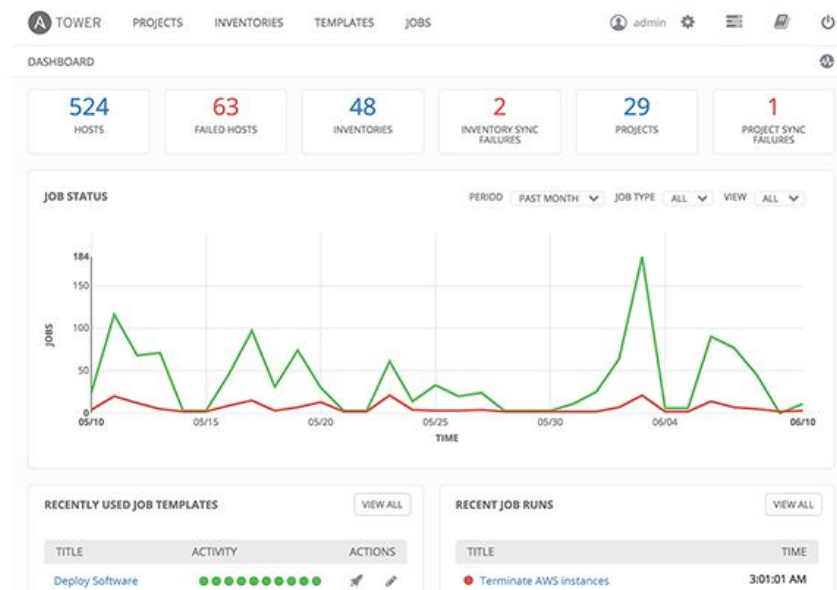 A TOWER PROJECTS INVENTORIES TEMPLATES JOBS admin
DASHBOARD
524 63 48 2 29 1
HOSTS FAILED HOSTS INVENTORIES INVENTORY SYNC FAILURES PROJECTS PROJECT SYNC FAILURES
JOB STATUS PERIOD PAST MONTH JOB TYPE ALL VIEW ALL
184
150
100
50
0
JOBS
05/10 05/15 05/20 05/25 05/30 06/04 06/10
TIME
RECENTLY USED JOB TEMPLATES VIEW ALL
TITLE ACTIVITY ACTIONS
Deploy Software
RECENT JOB RUNS VIEW ALL
TITLE TIME
Terminate AWS instances 3:01:01 AM